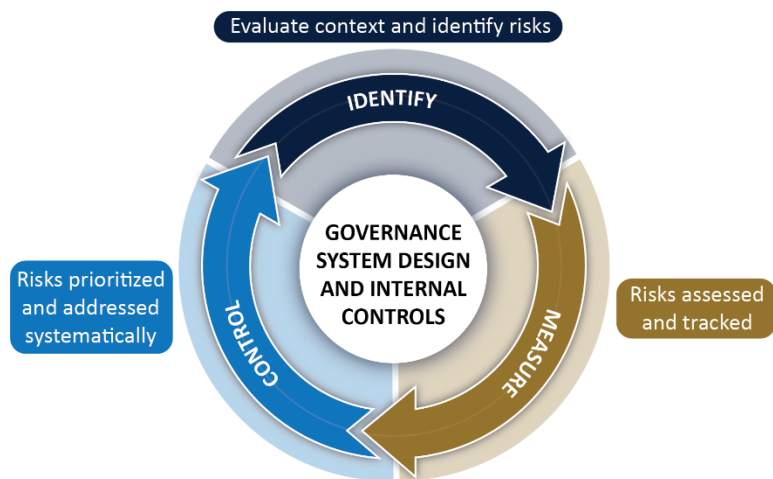 Evaluate context and identify risks
IDENTIFY
GOVERNANCE
SYSTEM DESIGN
AND INTERNAL
CONTROLS
Risks prioritized
and addressed
systematically
Risks assessed
and tracked
CONTROL
MEASURE